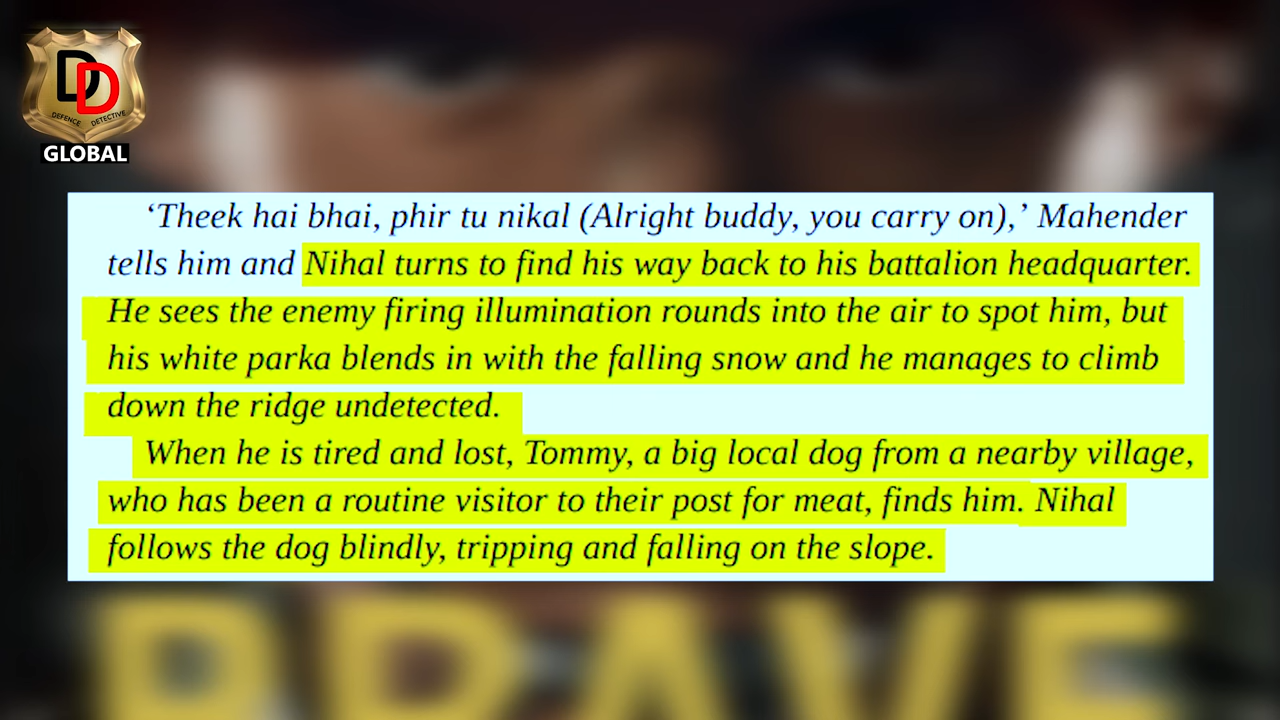 DD
DEFENCE DETECTIVE
GLOBAL
‘Theek hai bhai, phir tu nikal (Alright buddy, you carry on),’ Mahender
tells him and Nihal turns to find his way back to his battalion headquarter.
He sees the enemy firing illumination rounds into the air to spot him, but
his white parka blends in with the falling snow and he manages to climb
down the ridge undetected.
When he is tired and lost, Tommy, a big local dog from a nearby village,
who has been a routine visitor to their post for meat, finds him. Nihal
follows the dog blindly, tripping and falling on the slope.
BRAVE